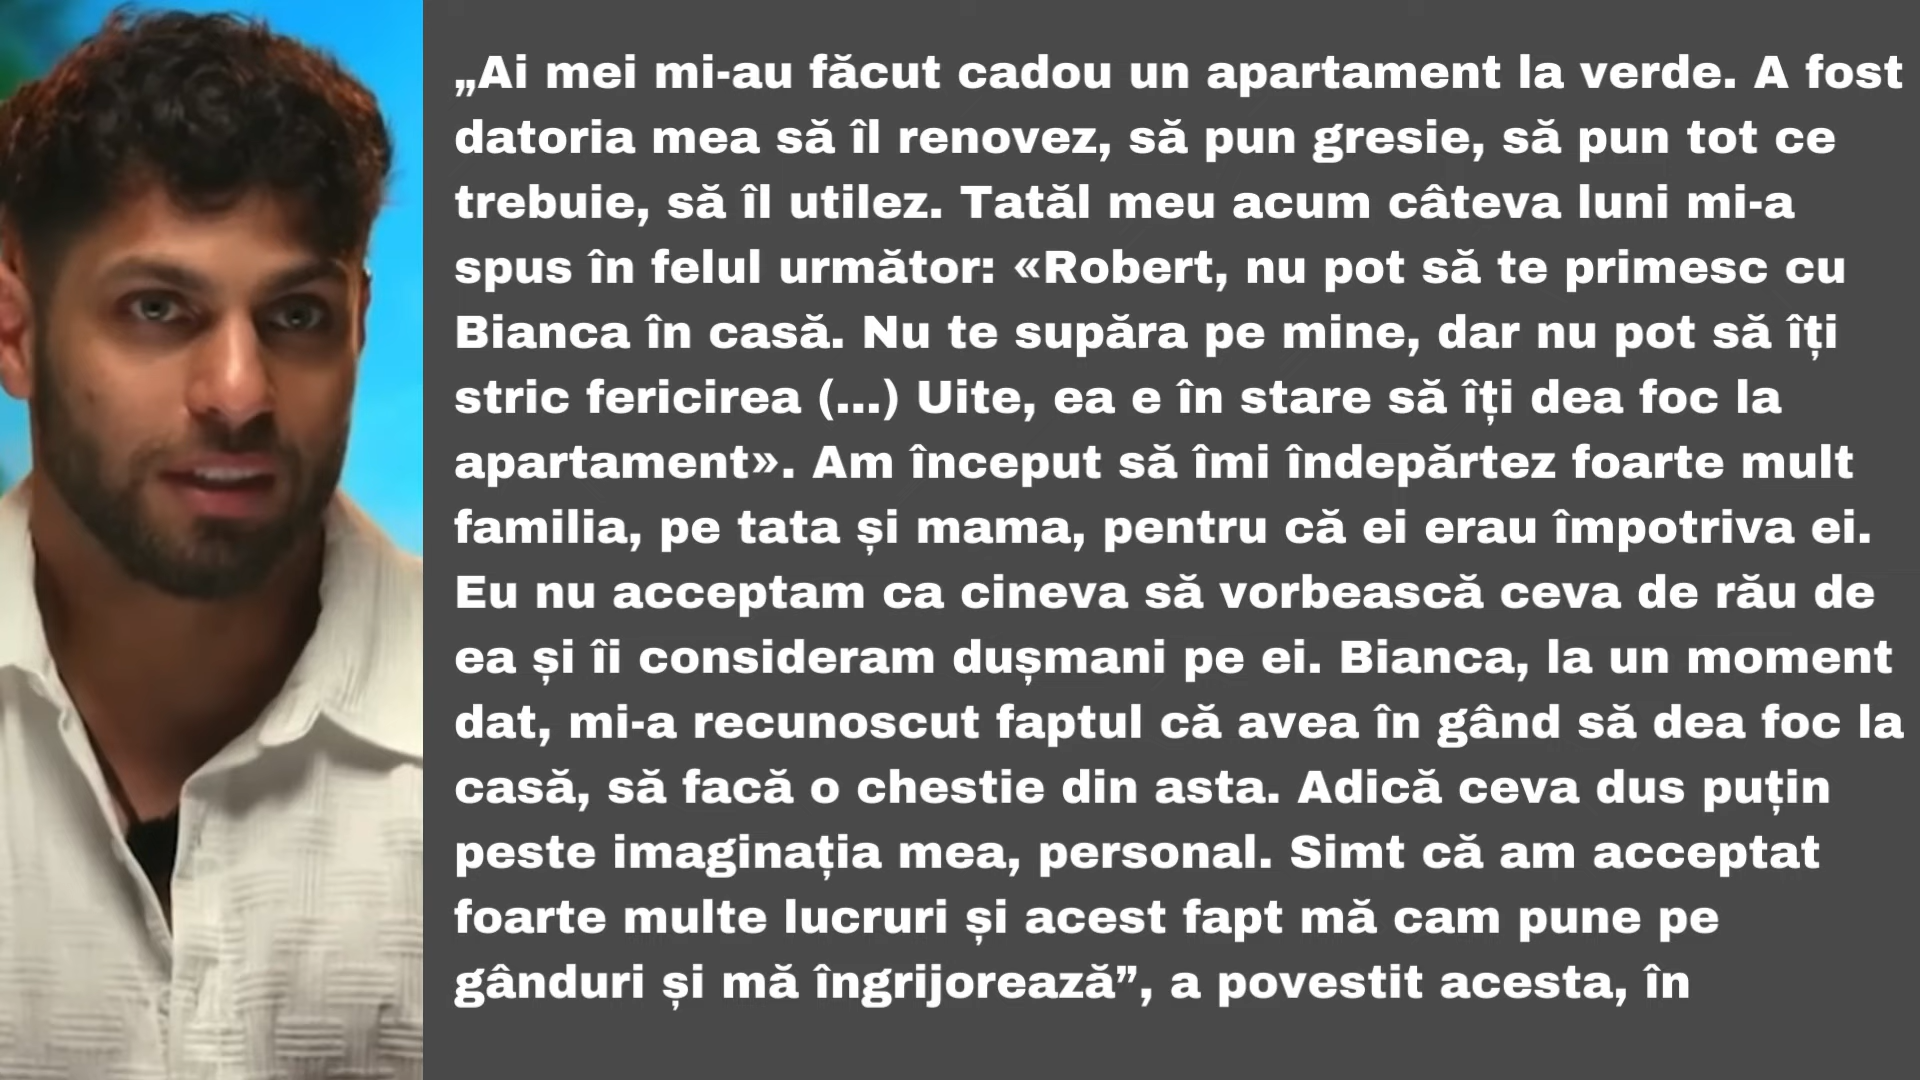 „Ai mei mi-au făcut cadou un apartament la verde. A fost
datoria mea să îl renovez, să pun gresie, să pun tot ce
trebuie, să îl utilez. Tatăl meu acum câteva luni mi-a
spus în felul următor: «Robert, nu pot să te primesc cu
Bianca în casă. Nu te supăra pe mine, dar nu pot să îți
stric fericirea (...) Uite, ea e în stare să îți dea foc la
apartament». Am început să îmi îndepărtez foarte mult
familia, pe tata și mama, pentru că ei erau împotriva ei.
Eu nu acceptam ca cineva să vorbească ceva de rău de
ea și îi consideram dușmani pe ei. Bianca, la un moment
dat, mi-a recunoscut faptul că avea în gând să dea foc la
casă, să facă o chestie din asta. Adică ceva dus puțin
peste imaginația mea, personal. Simt că am acceptat
foarte multe lucruri și acest fapt mă cam pune pe
gânduri și mă îngrijorează”, a povestit acesta, în